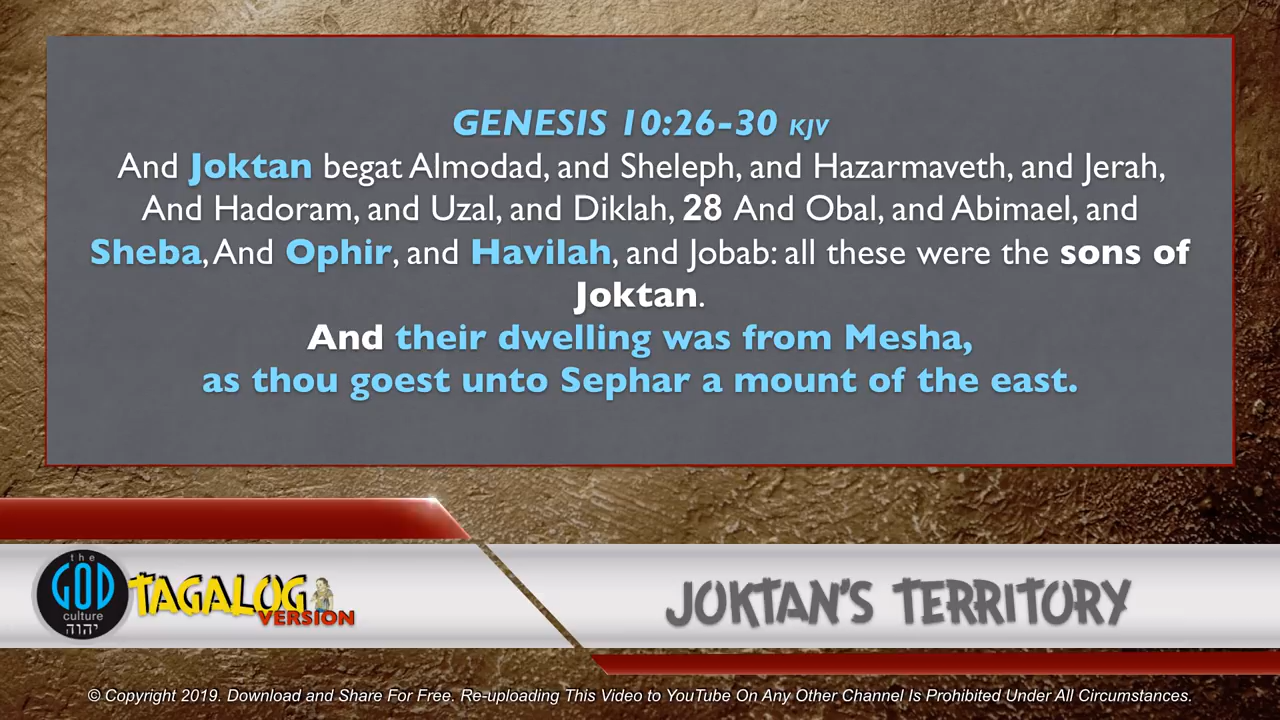 GENESIS 10:26-30 KJV
And Joktan begat Almodad, and Sheleph, and Hazarmaveth, and Jerah,
And Hadoram, and Uzal, and Diklah, 28 And Obal, and Abimael, and
Sheba, And Ophir, and Havilah, and Jobab: all these were the sons of
Joktan.
And their dwelling was from Mesha,
as thou goest unto Sephar a mount of the east.
the
GOD
culture
יהוה
TAGALOG
VERSION
JOKTAN'S TERRITORY
© Copyright 2019. Download and Share For Free. Re-uploading This Video to YouTube On Any Other Channel Is Prohibited Under All Circumstances.